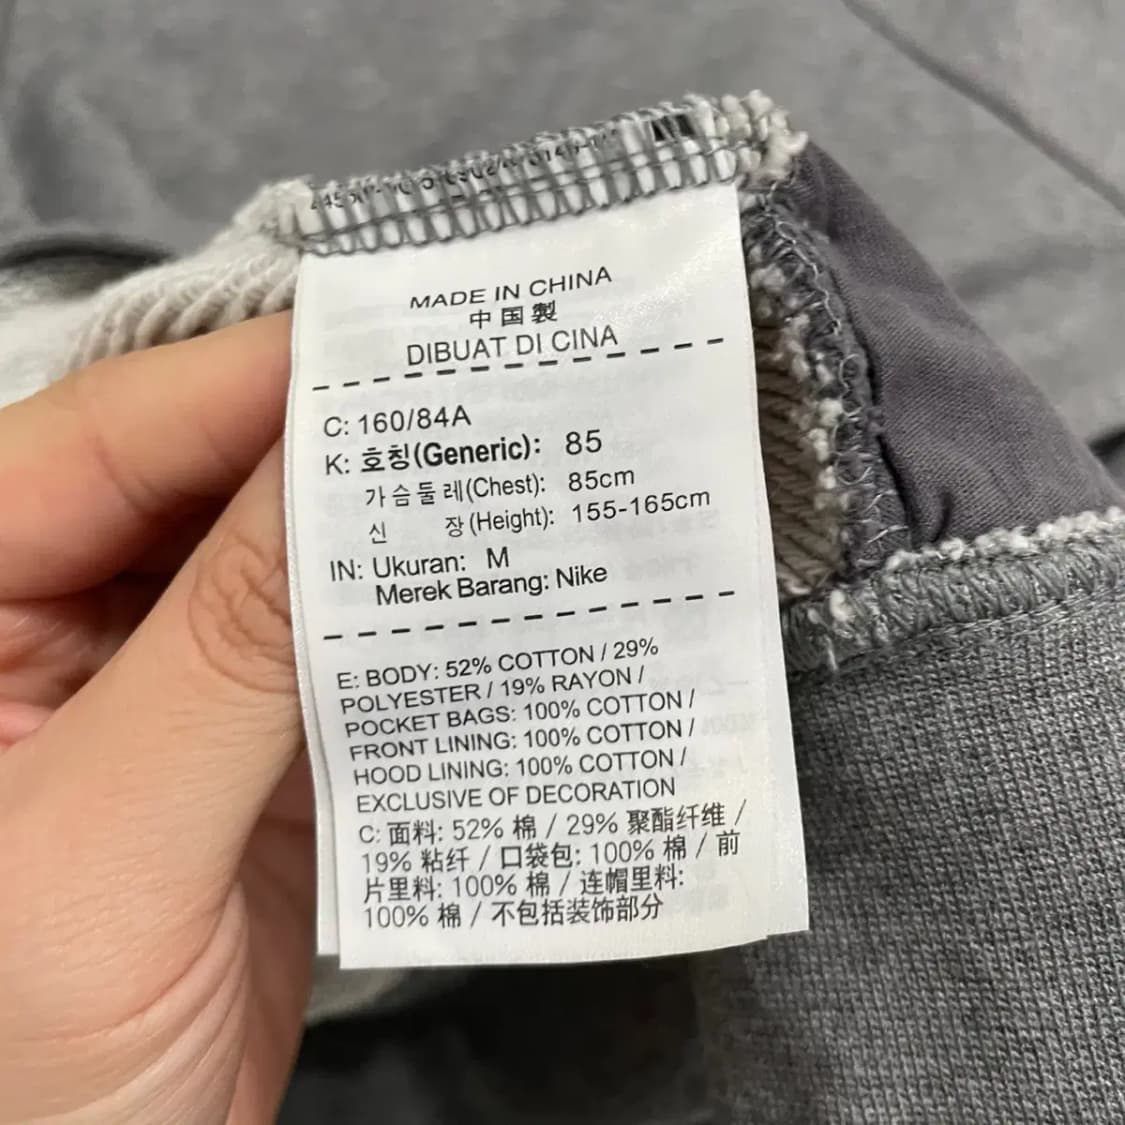 MADE IN CHINA
中国製
DIBUAT DI CINA
C: 160/84A
K: 호칭(Generic): 85
가슴둘레(Chest): 85cm
신 장(Height): 155-165cm
IN: Ukuran: M
Merek Barang: Nike
E: BODY: 52% COTTON / 29%
POLYESTER / 19% RAYON /
POCKET BAGS: 100% COTTON /
FRONT LINING: 100% COTTON /
HOOD LINING: 100% COTTON /
EXCLUSIVE OF DECORATION
C: 面料: 52% 棉 / 29% 聚酯纤维 /
19% 粘纤 / 口袋包: 100% 棉 / 前
片里料: 100% 棉 / 连帽里料:
100% 棉 / 不包括装饰部分